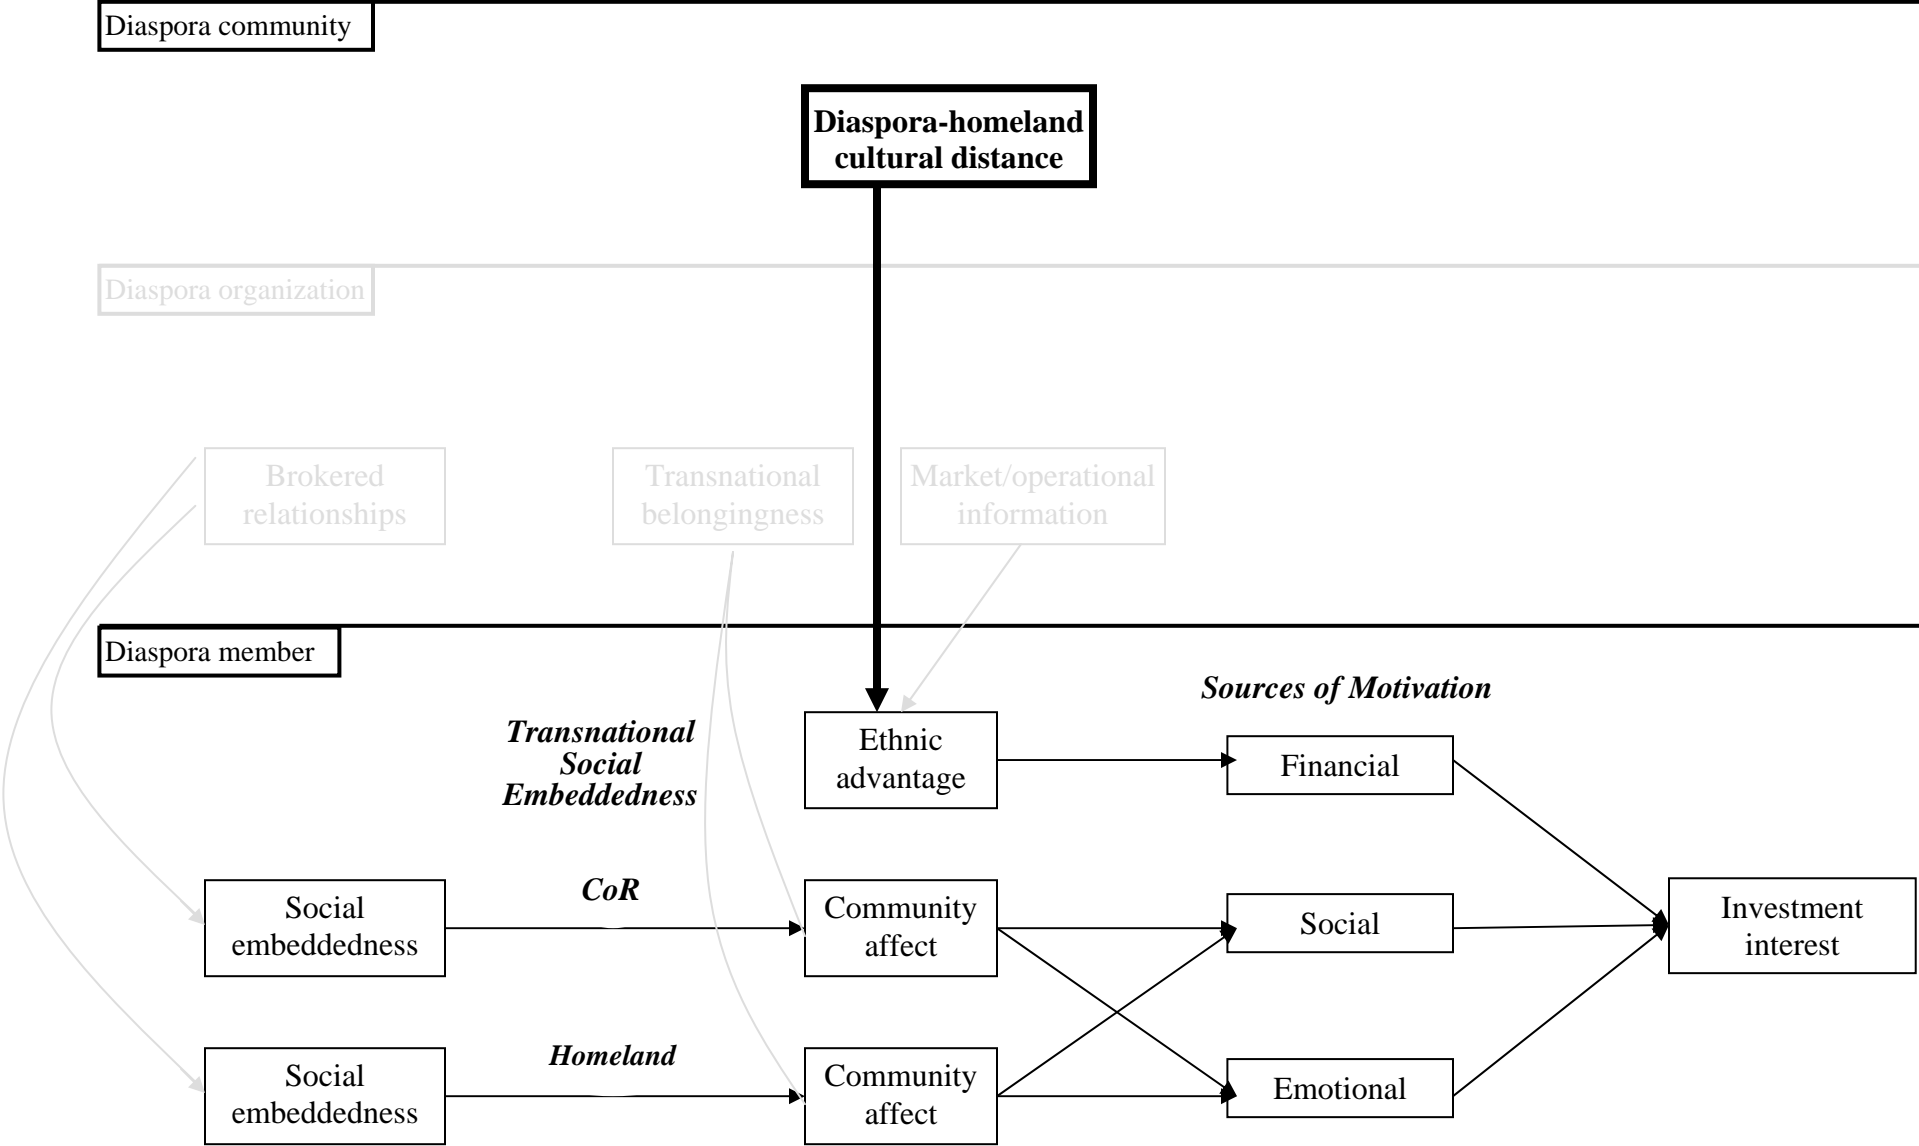 Diaspora community
Diaspora-homeland
cultural distance
Diaspora organization
Brokered
relationships
Transnational
belongingness
Market/operational
information
Diaspora member
Sources of Motivation
Transnational
Social
Embeddedness
Ethnic
advantage
Financial
CoR
Social
embeddedness
Community
affect
Social
Investment
interest
Homeland
Social
embeddedness
Community
affect
Emotional